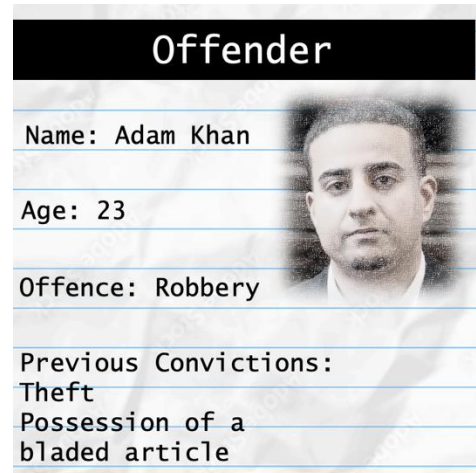 Offender
Name: Adam Khan
Age: 23
Offence: Robbery
Previous Convictions:
Theft
Possession of a
bladed article